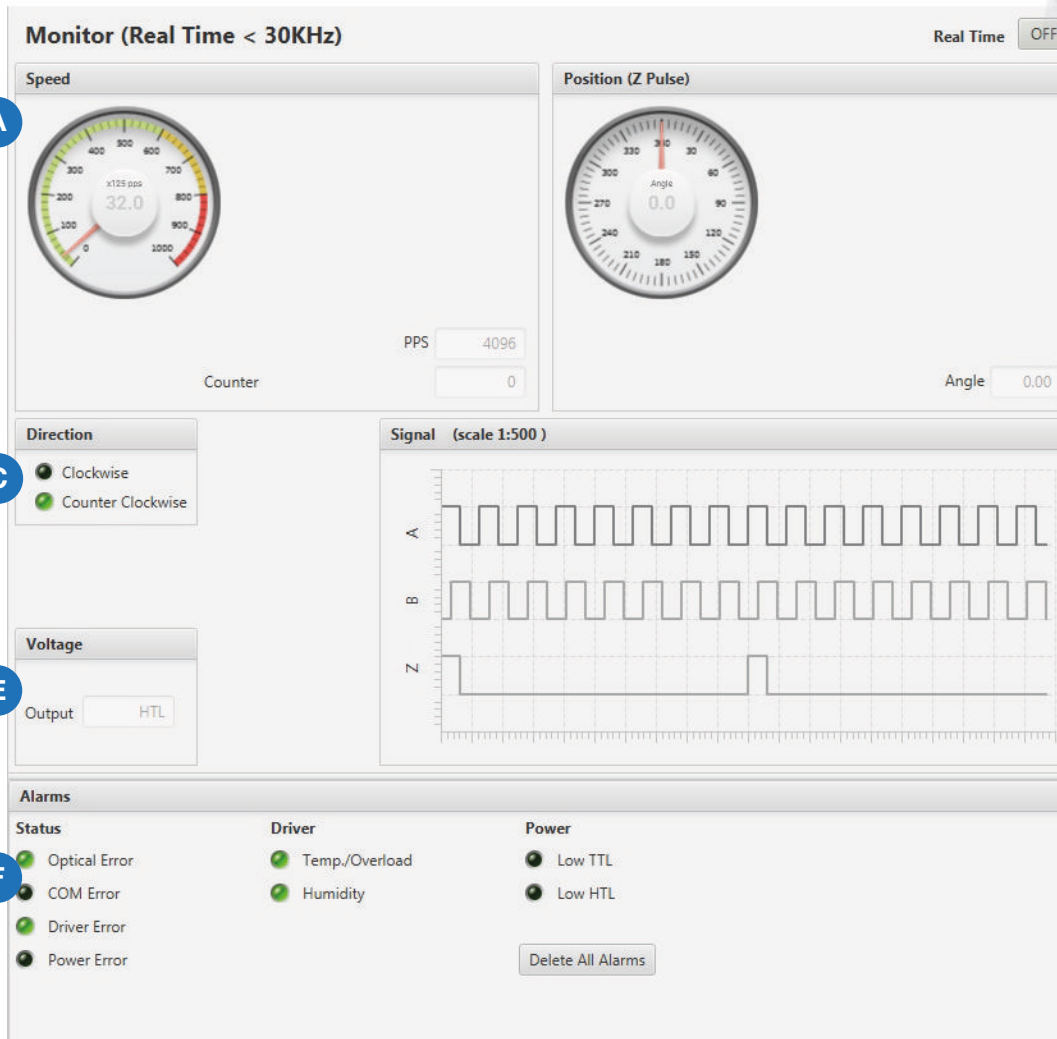 Monitor (Real Time < 30KHz)
Real Time OFF
Speed
Position (Z Pulse)
A
0
100
200
300
400
500
600
700
800
900
1000
x125 pps
32.0
30
60
90
120
150
180
210
240
270
300
330
Angle
0.0
PPS 4096
Counter 0
Angle 0.00
Direction
Signal (scale 1:500 )
C
Clockwise
Counter Clockwise
A
B
Z
Voltage
E
Output HTL
Alarms
Status Driver Power
F
Optical Error Temp./Overload Low TTL
COM Error Humidity Low HTL
Driver Error
Power Error Delete All Alarms